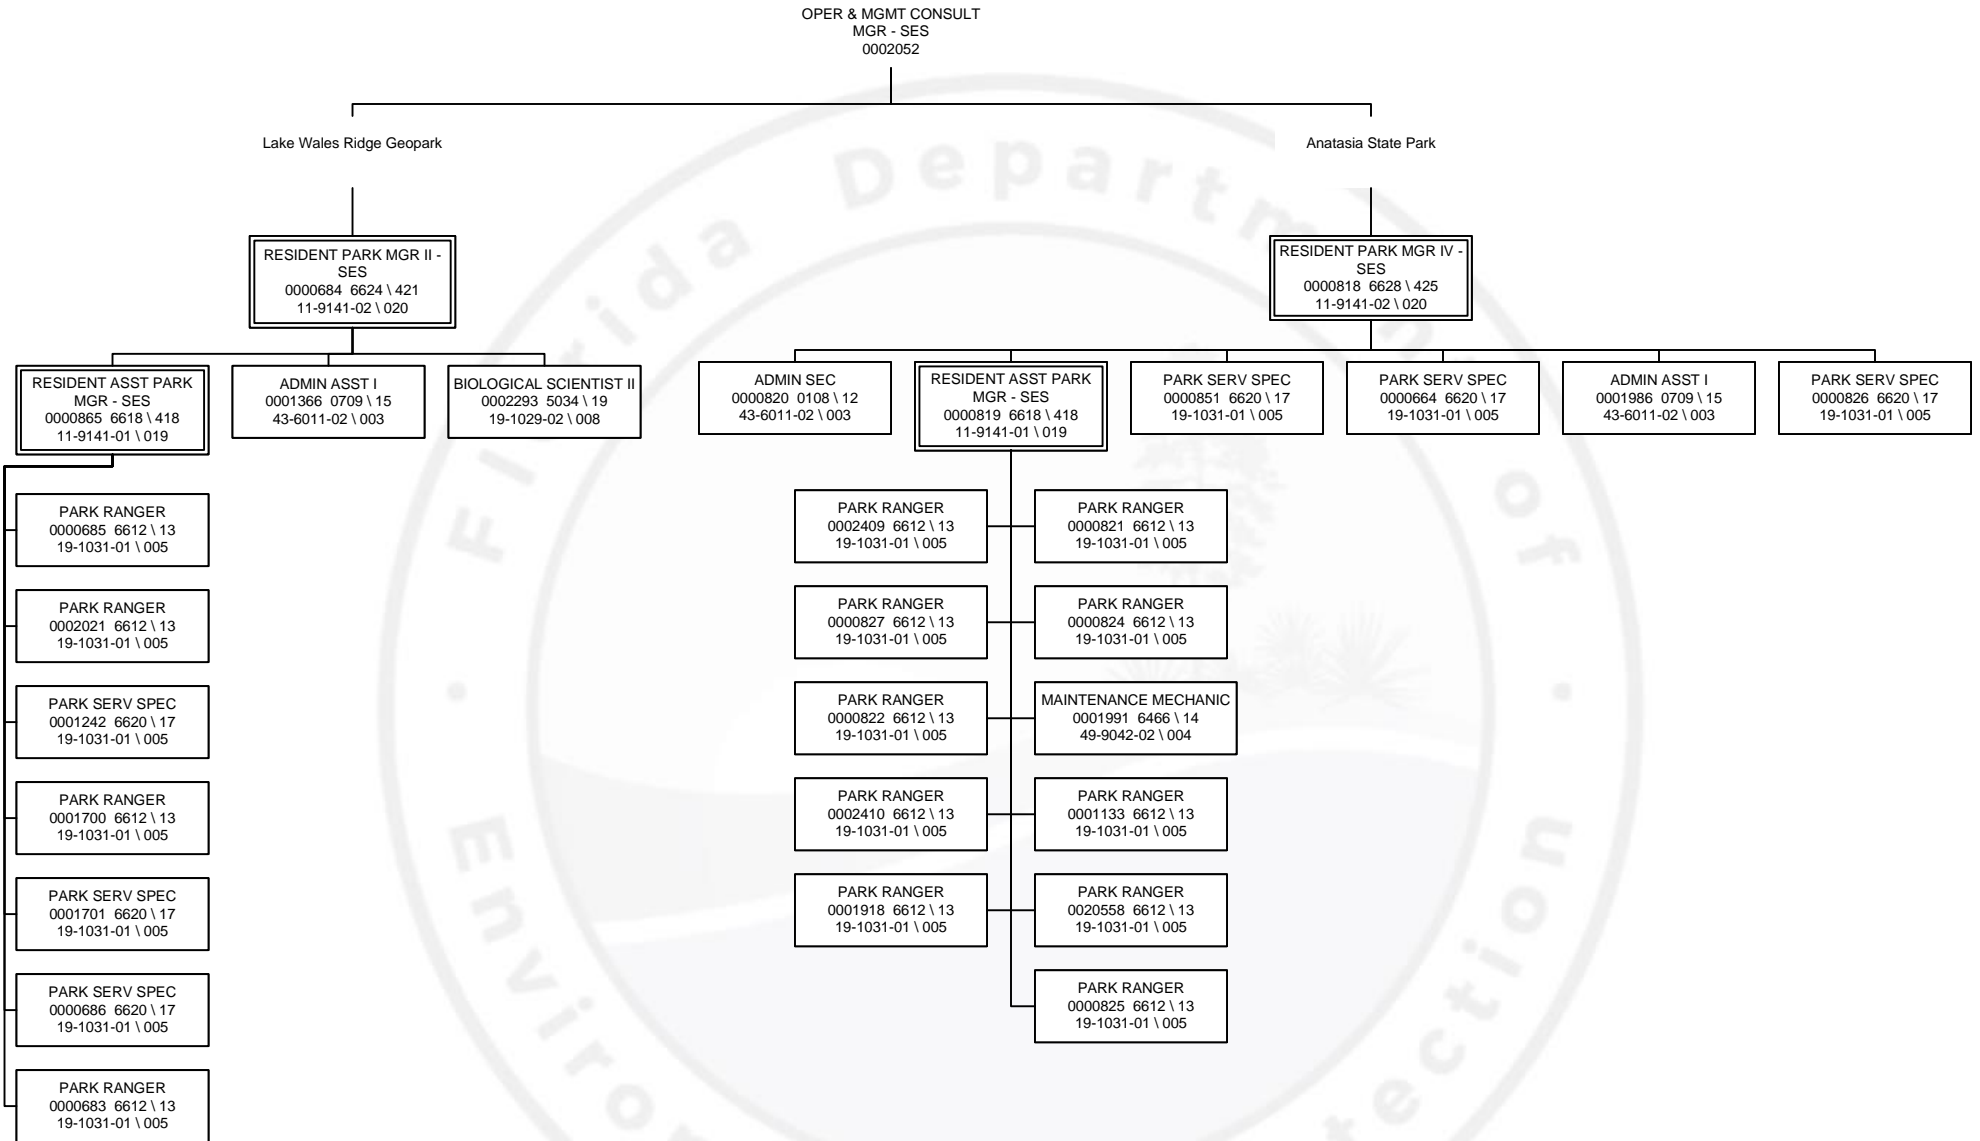 OPER & MGMT CONSULT
MGR - SES
0002052
Lake Wales Ridge Geopark
Anatasia State Park
RESIDENT PARK MGR II -
SES
0000684 6624 \ 421
11-9141-02 \ 020
RESIDENT PARK MGR IV -
SES
0000818 6628 \ 425
11-9141-02 \ 020
RESIDENT ASST PARK
MGR - SES
0000865 6618 \ 418
11-9141-01 \ 019
ADMIN ASST I
0001366 0709 \ 15
43-6011-02 \ 003
BIOLOGICAL SCIENTIST II
0002293 5034 \ 19
19-1029-02 \ 008
ADMIN SEC
0000820 0108 \ 12
43-6011-02 \ 003
RESIDENT ASST PARK
MGR - SES
0000819 6618 \ 418
11-9141-01 \ 019
PARK SERV SPEC
0000851 6620 \ 17
19-1031-01 \ 005
PARK SERV SPEC
0000664 6620 \ 17
19-1031-01 \ 005
ADMIN ASST I
0001986 0709 \ 15
43-6011-02 \ 003
PARK SERV SPEC
0000826 6620 \ 17
19-1031-01 \ 005
PARK RANGER
0000685 6612 \ 13
19-1031-01 \ 005
PARK RANGER
0002021 6612 \ 13
19-1031-01 \ 005
PARK SERV SPEC
0001242 6620 \ 17
19-1031-01 \ 005
PARK RANGER
0001700 6612 \ 13
19-1031-01 \ 005
PARK SERV SPEC
0001701 6620 \ 17
19-1031-01 \ 005
PARK SERV SPEC
0000686 6620 \ 17
19-1031-01 \ 005
PARK RANGER
0000683 6612 \ 13
19-1031-01 \ 005
PARK RANGER
0002409 6612 \ 13
19-1031-01 \ 005
PARK RANGER
0000821 6612 \ 13
19-1031-01 \ 005
PARK RANGER
0000827 6612 \ 13
19-1031-01 \ 005
PARK RANGER
0000824 6612 \ 13
19-1031-01 \ 005
PARK RANGER
0000822 6612 \ 13
19-1031-01 \ 005
MAINTENANCE MECHANIC
0001991 6466 \ 14
49-9042-02 \ 004
PARK RANGER
0002410 6612 \ 13
19-1031-01 \ 005
PARK RANGER
0001133 6612 \ 13
19-1031-01 \ 005
PARK RANGER
0001918 6612 \ 13
19-1031-01 \ 005
PARK RANGER
0020558 6612 \ 13
19-1031-01 \ 005
PARK RANGER
0000825 6612 \ 13
19-1031-01 \ 005
Florida Department of